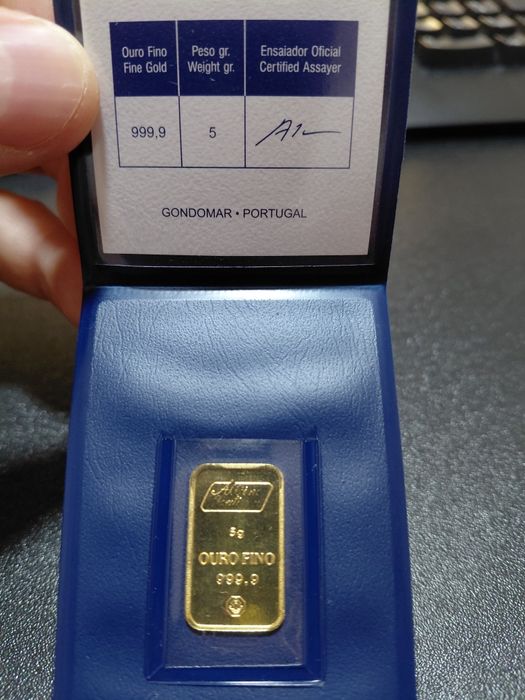 Ouro Fino
Fine Gold
Peso gr.
Weight gr.
Ensaiador Oficial
Certified Assayer
999,9
5
GONDOMAR • PORTUGAL
5g
OURO FINO
999.9